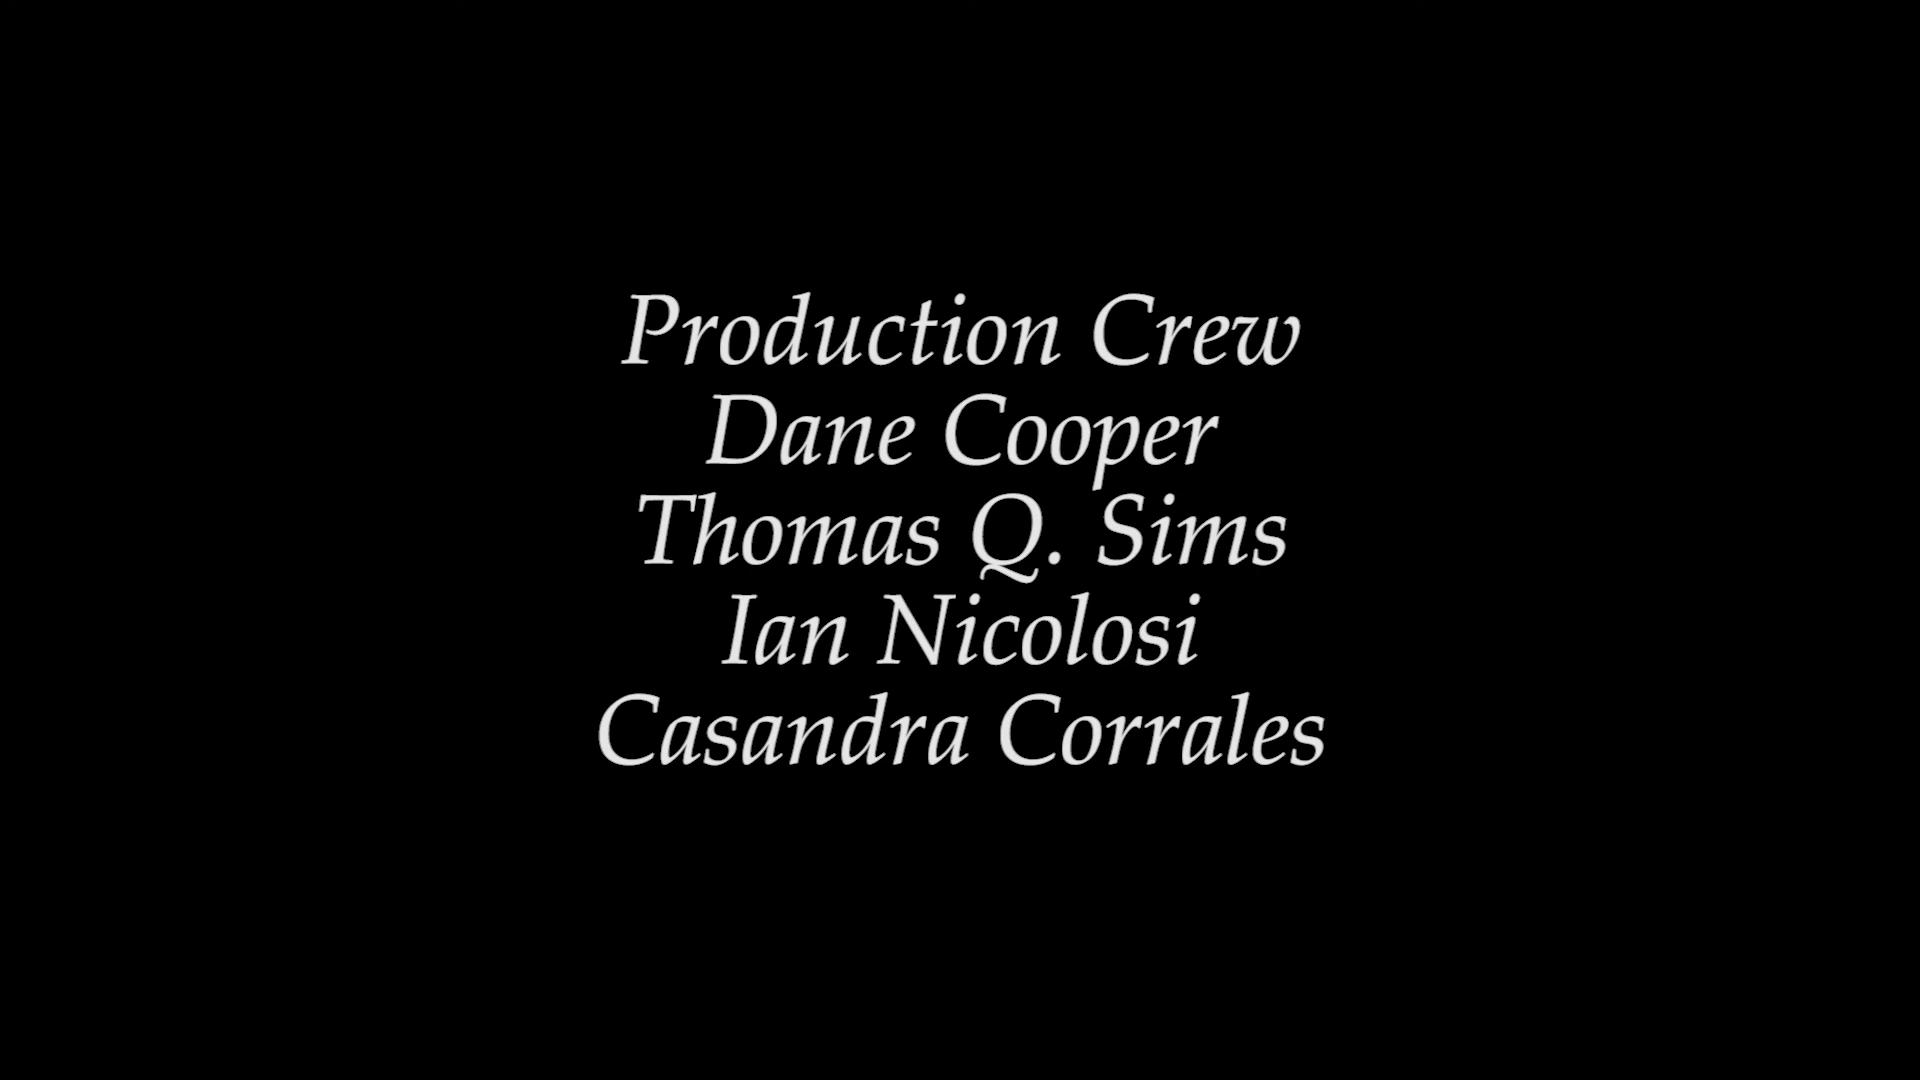 Production Crew
Dane Cooper
Thomas Q. Sims
Ian Nicolosi
Casandra Corrales